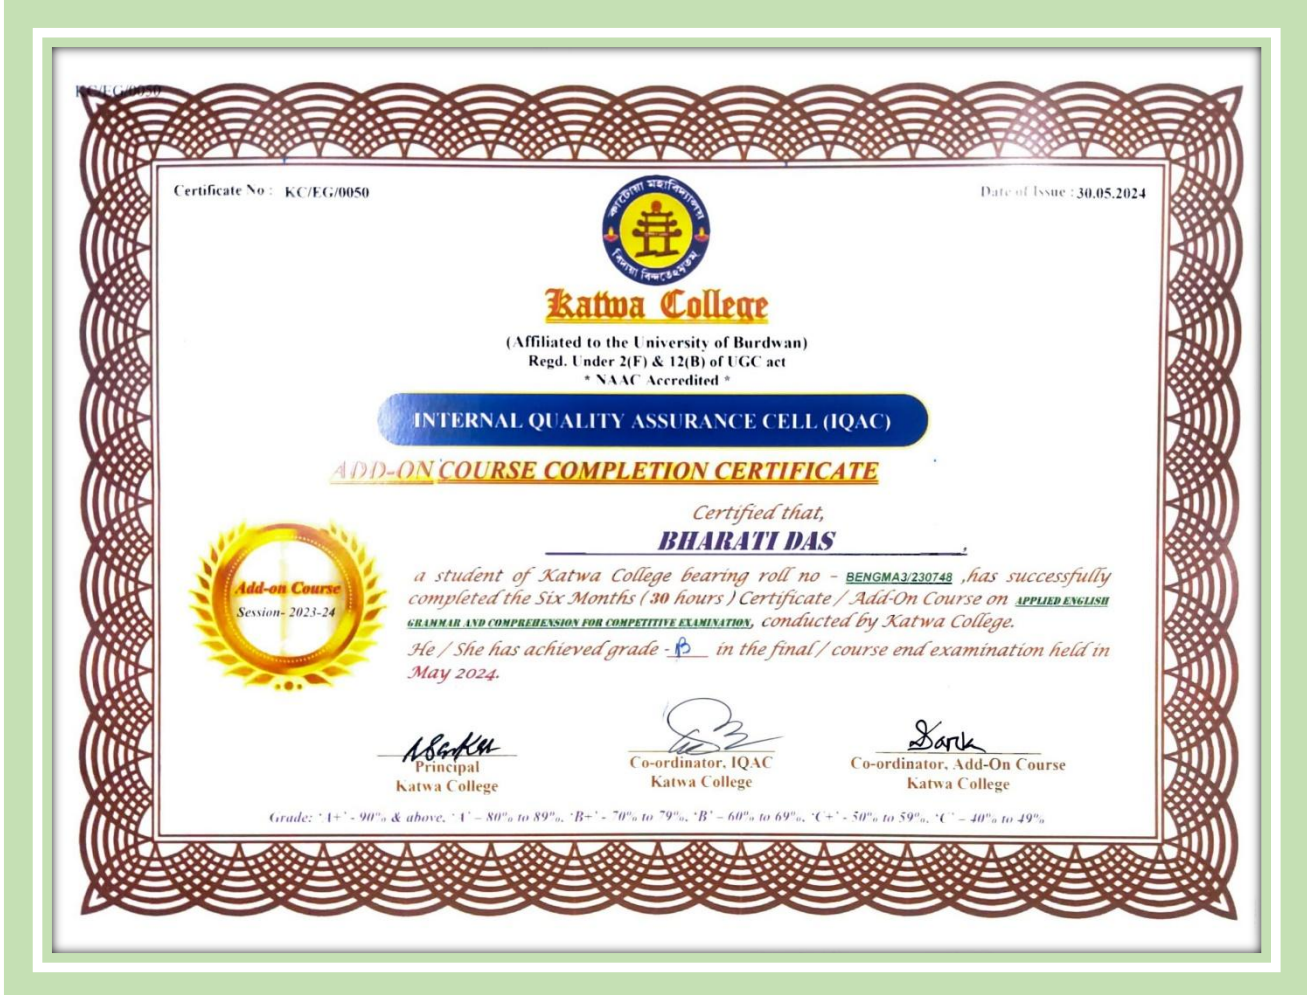 KC/EG/0050
Certificate No : KC/EG/0050
Date of Issue : 30.05.2024
কাটোয়া মহাবিদ্যালয়
বিদ্যয়া বিন্দতেহমৃতম্
Katwa College
(Affiliated to the University of Burdwan)
Regd. Under 2(F) & 12(B) of UGC act
* NAAC Accredited *
INTERNAL QUALITY ASSURANCE CELL (IQAC)
ADD-ON COURSE COMPLETION CERTIFICATE
Certified that,
BHARATI DAS ,
a student of Katwa College bearing roll no – BENGMA3/230748 ,has successfully
completed the Six Months ( 30 hours ) Certificate / Add-On Course on APPLIED ENGLISH
GRAMMAR AND COMPREHENSION FOR COMPETITIVE EXAMINATION, conducted by Katwa College.
He / She has achieved grade - B in the final / course end examination held in
May 2024.
Add-on Course
Session- 2023-24
Principal
Katwa College
Co-ordinator, IQAC
Katwa College
Co-ordinator, Add-On Course
Katwa College
Grade: 'A+' - 90% & above, 'A' – 80% to 89%, 'B+' - 70% to 79%, 'B' – 60% to 69%, 'C+' - 50% to 59%, 'C' – 40% to 49%